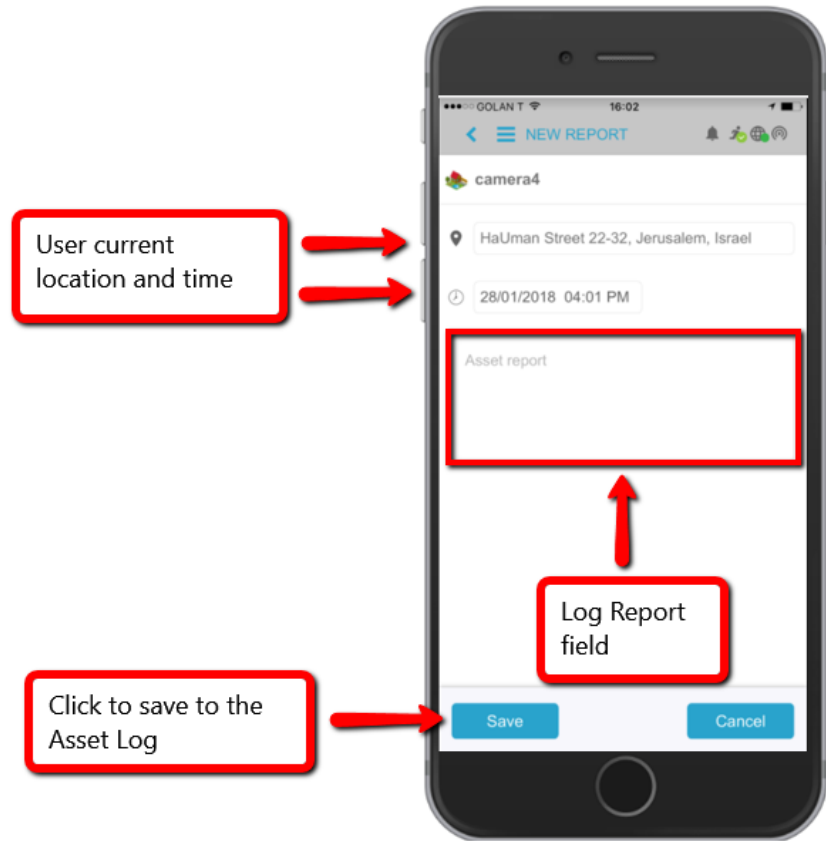 GOLAN T 16:02
NEW REPORT
camera4
User current
location and time
HaUman Street 22-32, Jerusalem, Israel
28/01/2018 04:01 PM
Asset report
Log Report
field
Click to save to the
Asset Log
Save Cancel